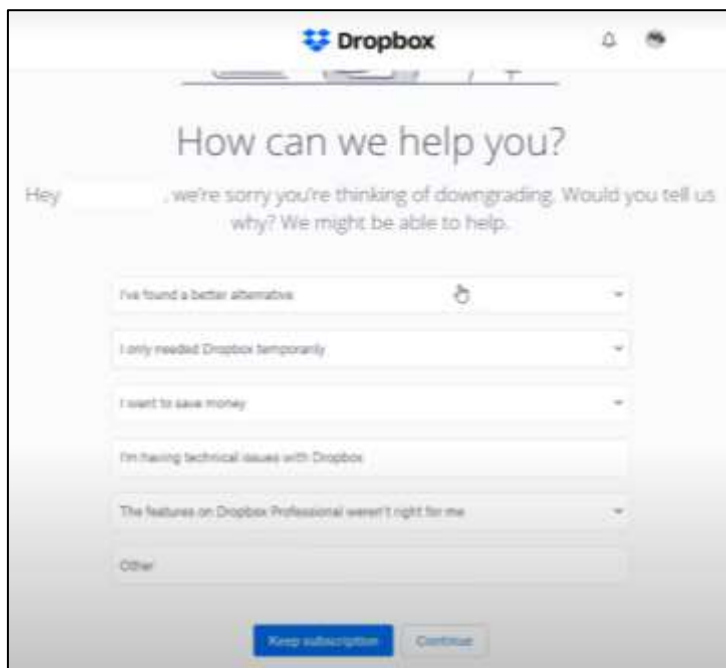 Dropbox
How can we help you?
Hey , we're sorry you're thinking of downgrading. Would you tell us
why? We might be able to help.
I've found a better alternative
I only needed Dropbox temporarily
I want to save money
I'm having technical issues with Dropbox
The features on Dropbox Professional weren't right for me
Other
Keep subscription Continue